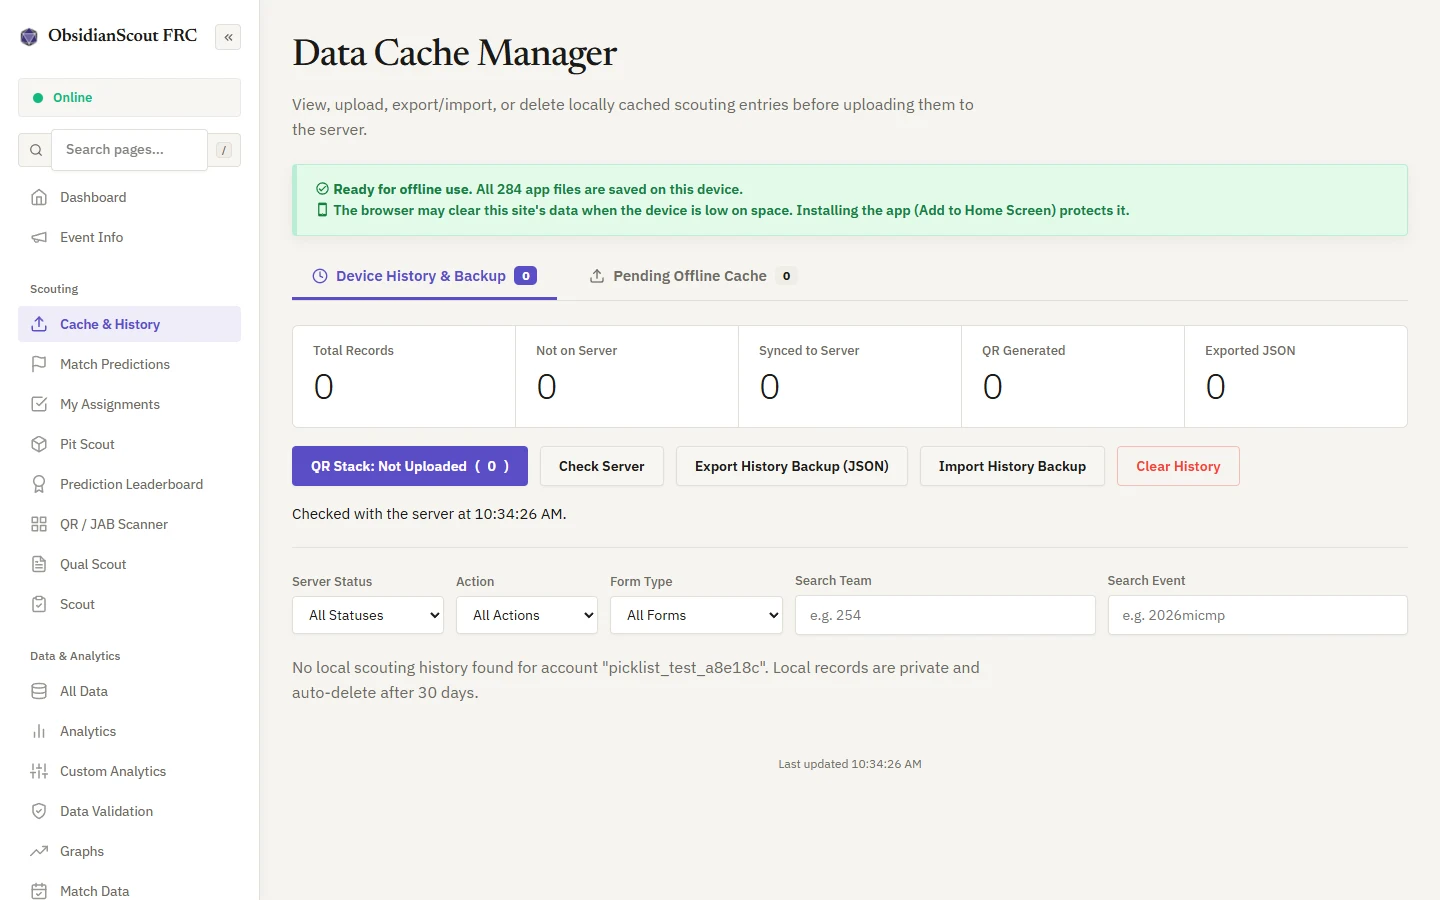 ObsidianScout FRC
«
Online
Search pages...
/
Dashboard
Event Info
Scouting
Cache & History
Match Predictions
My Assignments
Pit Scout
Prediction Leaderboard
QR / JAB Scanner
Qual Scout
Scout
Data & Analytics
All Data
Analytics
Custom Analytics
Data Validation
Graphs
Match Data
Data Cache Manager
View, upload, export/import, or delete locally cached scouting entries before uploading them to
the server.
Ready for offline use. All 284 app files are saved on this device.
The browser may clear this site's data when the device is low on space. Installing the app (Add to Home Screen) protects it.
Device History & Backup 0
Pending Offline Cache 0
Total Records
0
Not on Server
0
Synced to Server
0
QR Generated
0
Exported JSON
0
QR Stack: Not Uploaded ( 0 )
Check Server
Export History Backup (JSON)
Import History Backup
Clear History
Checked with the server at 10:34:26 AM.
Server Status
All Statuses
Action
All Actions
Form Type
All Forms
Search Team
e.g. 254
Search Event
e.g. 2026micmp
No local scouting history found for account "picklist_test_a8e18c". Local records are private and
auto-delete after 30 days.
Last updated 10:34:26 AM